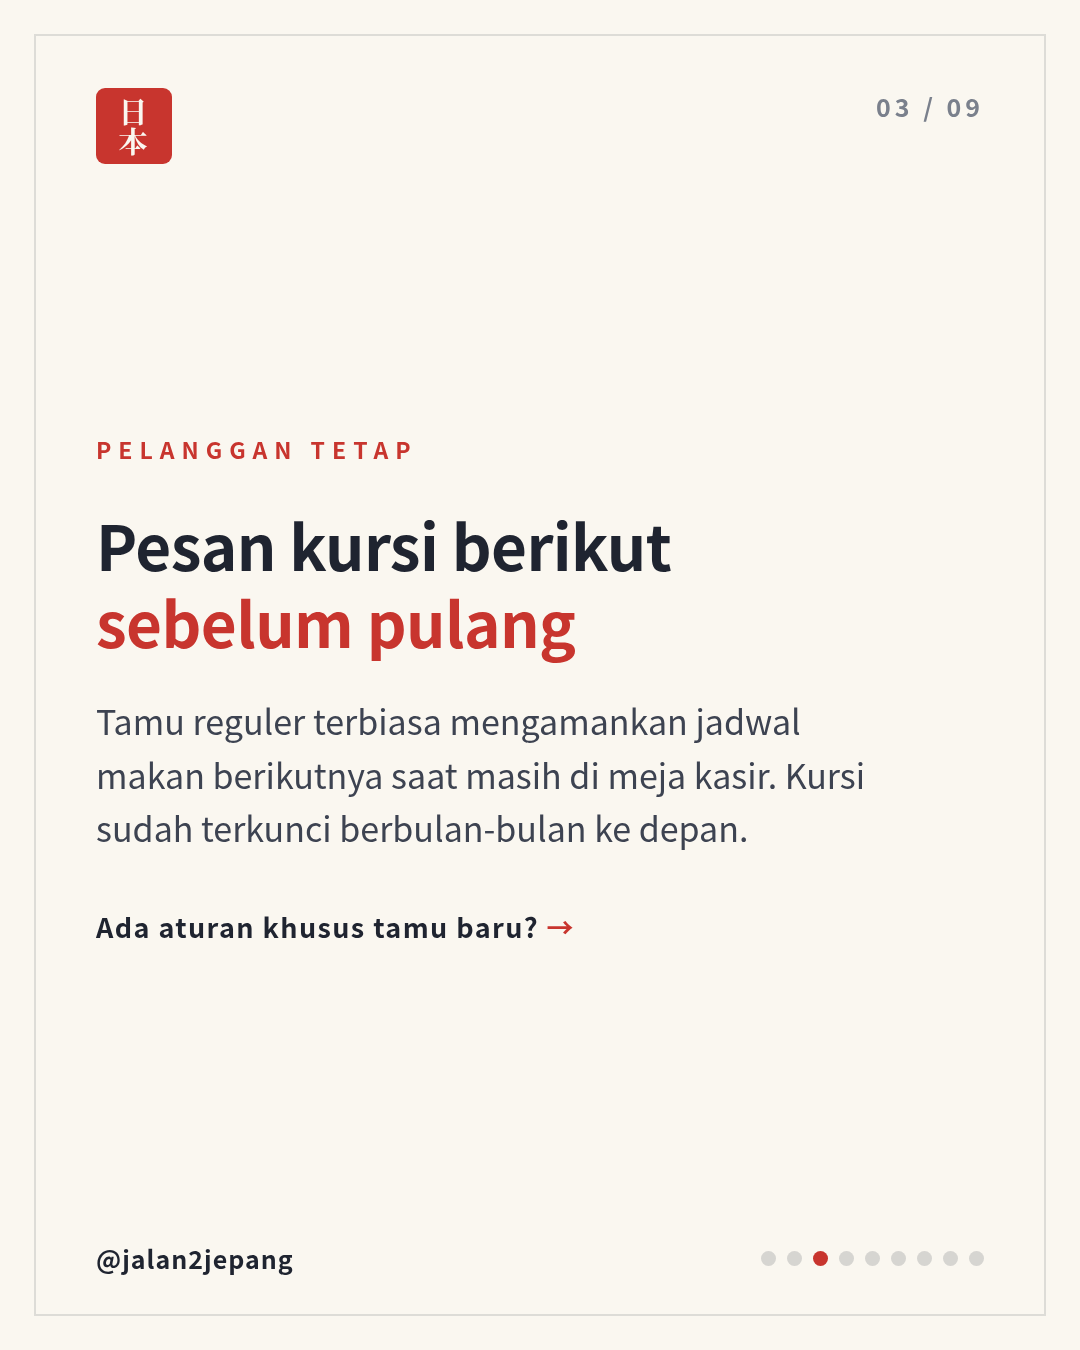 日
本
03 / 09
PELANGGAN TETAP
Pesan kursi berikut
sebelum pulang
Tamu reguler terbiasa mengamankan jadwal
makan berikutnya saat masih di meja kasir. Kursi
sudah terkunci berbulan-bulan ke depan.
Ada aturan khusus tamu baru? →
@jalan2jepang